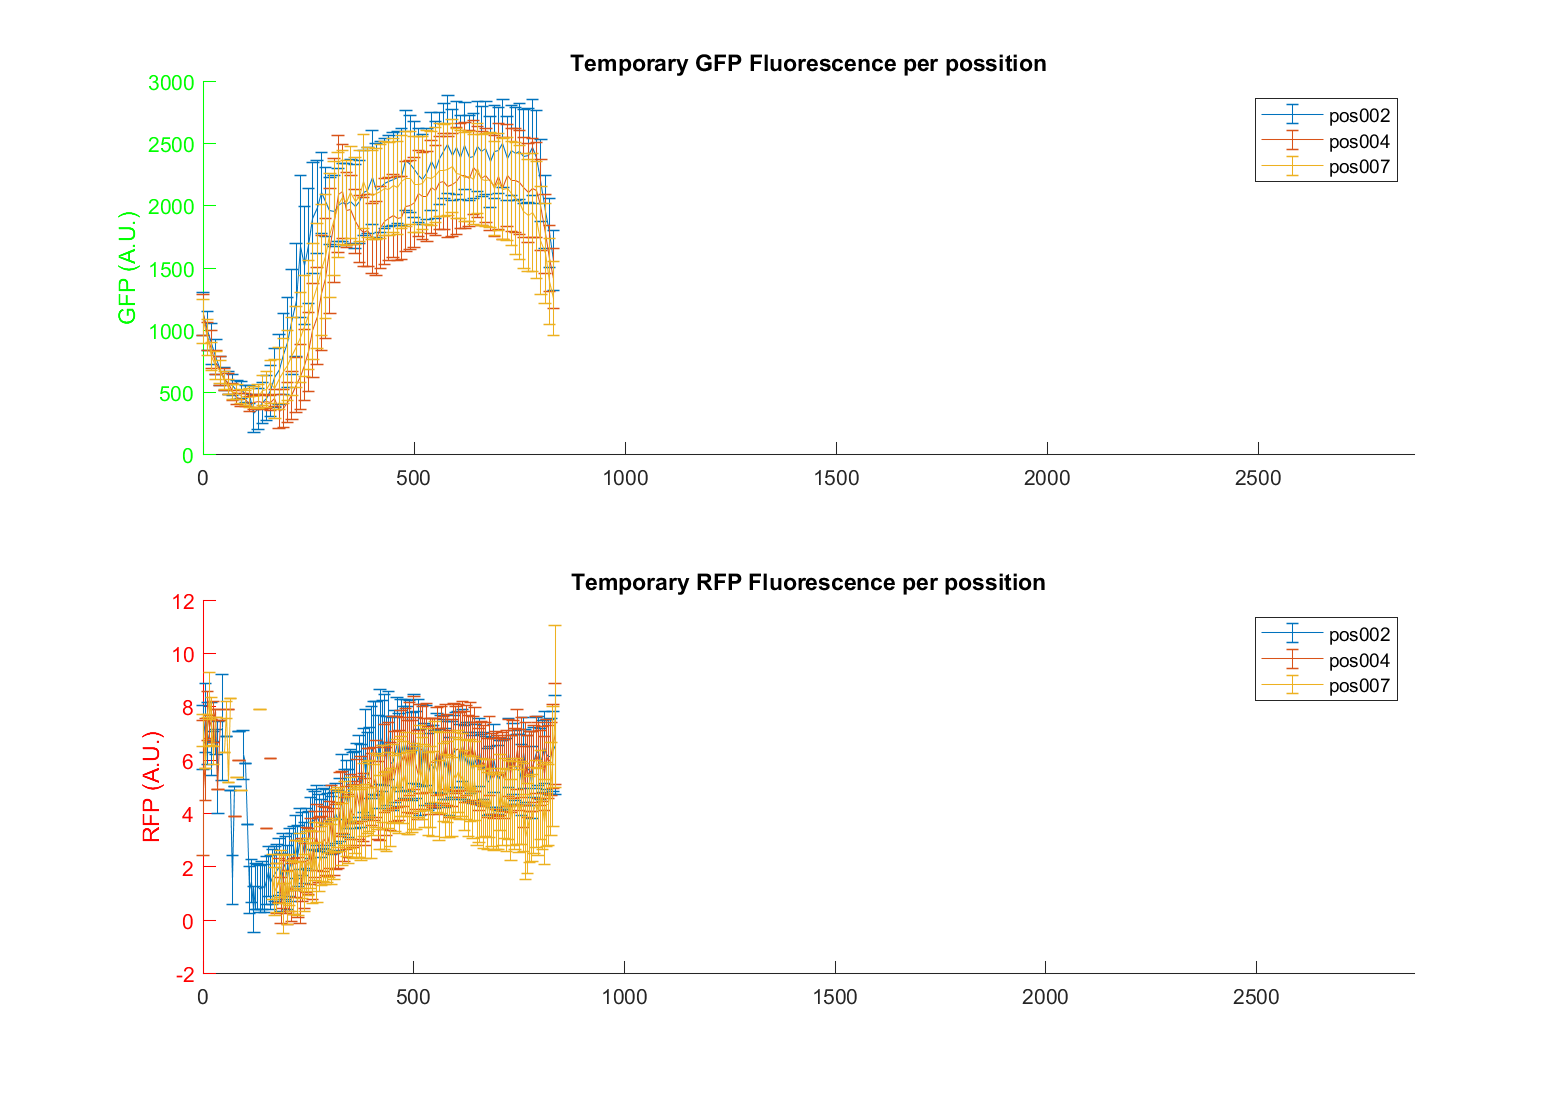 Temporary GFP Fluorescence per possition
3000
2500
2000
1500
1000
500
0
GFP (A.U.)
0 500 1000 1500 2000 2500
pos002
pos004
pos007
Temporary RFP Fluorescence per possition
12
10
8
6
4
2
0
-2
RFP (A.U.)
0 500 1000 1500 2000 2500
pos002
pos004
pos007